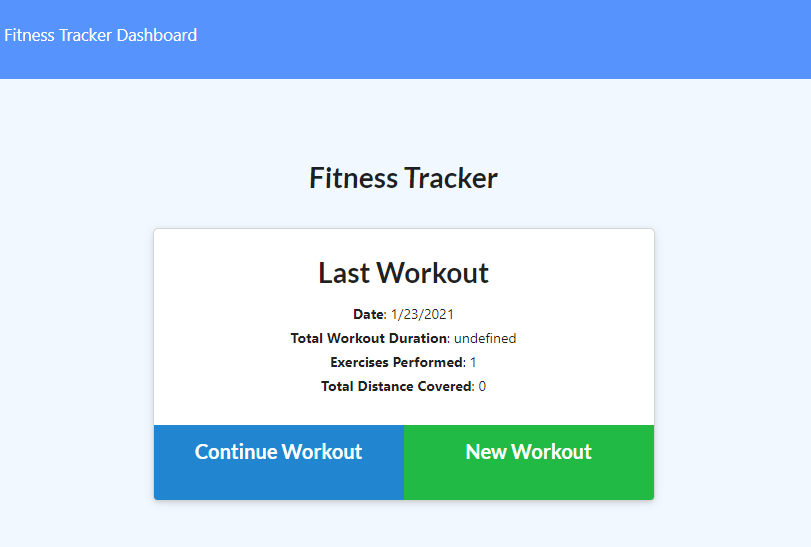 Fitness Tracker Dashboard
Fitness Tracker
Last Workout
Date: 1/23/2021
Total Workout Duration: undefined
Exercises Performed: 1
Total Distance Covered: 0
Continue Workout
New Workout